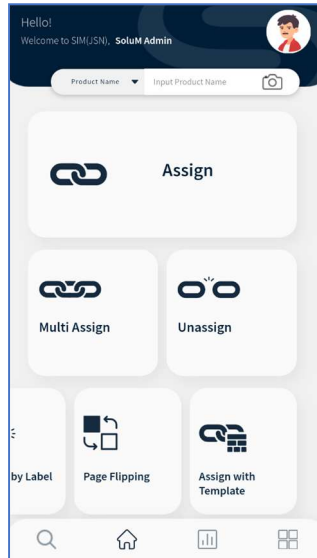 Hello!
Welcome to SIM(JSN), SoluM Admin
Product Name Input Product Name
Assign
Multi Assign Unassign
by Label Page Flipping Assign with
Template